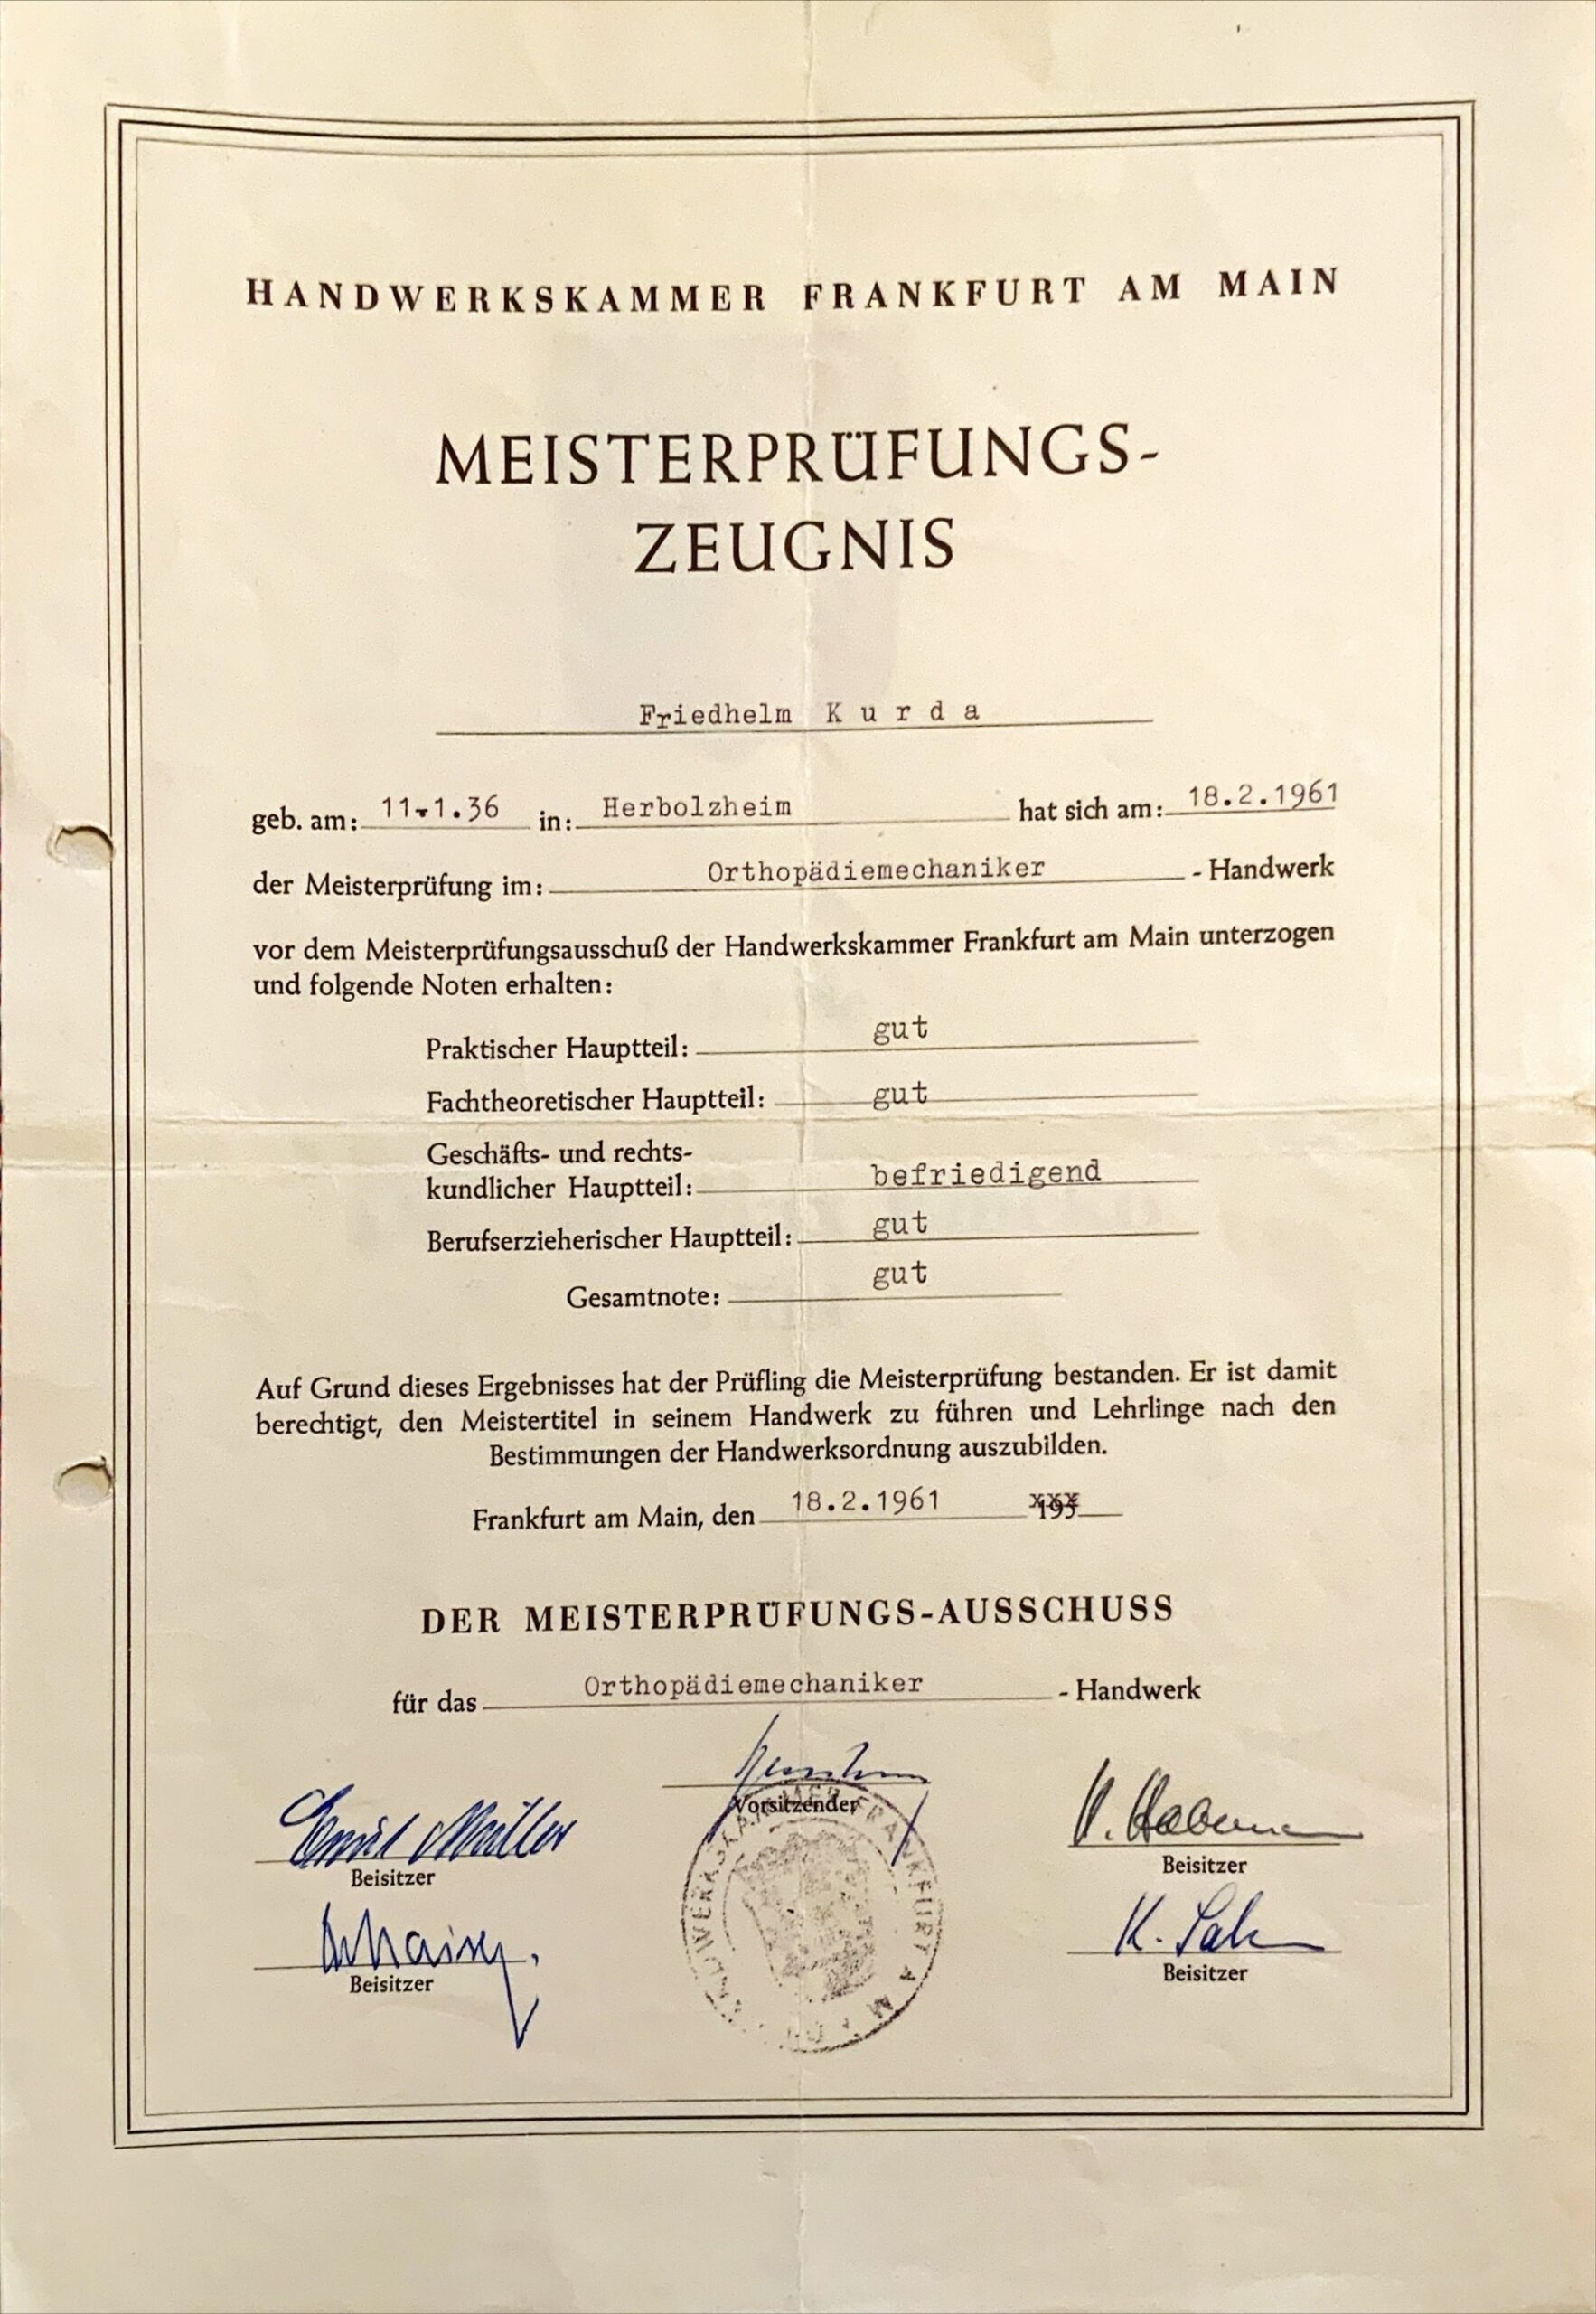 HANDWERKSKAMMER FRANKFURT AM MAIN
MEISTERPRÜFUNGS-
ZEUGNIS
Friedhelm K u r d a
geb. am: 11.1.36 in: Herbolzheim hat sich am: 18.2.1961
der Meisterprüfung im: Orthopädiemechaniker - Handwerk
vor dem Meisterprüfungsausschuß der Handwerkskammer Frankfurt am Main unterzogen
und folgende Noten erhalten:
Praktischer Hauptteil: gut
Fachtheoretischer Hauptteil: gut
Geschäfts- und rechts-
kundlicher Hauptteil: befriedigend
Berufserzieherischer Hauptteil: gut
Gesamtnote: gut
Auf Grund dieses Ergebnisses hat der Prüfling die Meisterprüfung bestanden. Er ist damit
berechtigt, den Meistertitel in seinem Handwerk zu führen und Lehrlinge nach den
Bestimmungen der Handwerksordnung auszubilden.
Frankfurt am Main, den 18.2.1961 195
DER MEISTERPRÜFUNGS-AUSSCHUSS
für das Orthopädiemechaniker - Handwerk
Vorsitzender
Emil Müller
Beisitzer
Beisitzer
Beisitzer
K.
Beisitzer
HANDWERKSKAMMER FRANKFURT A M